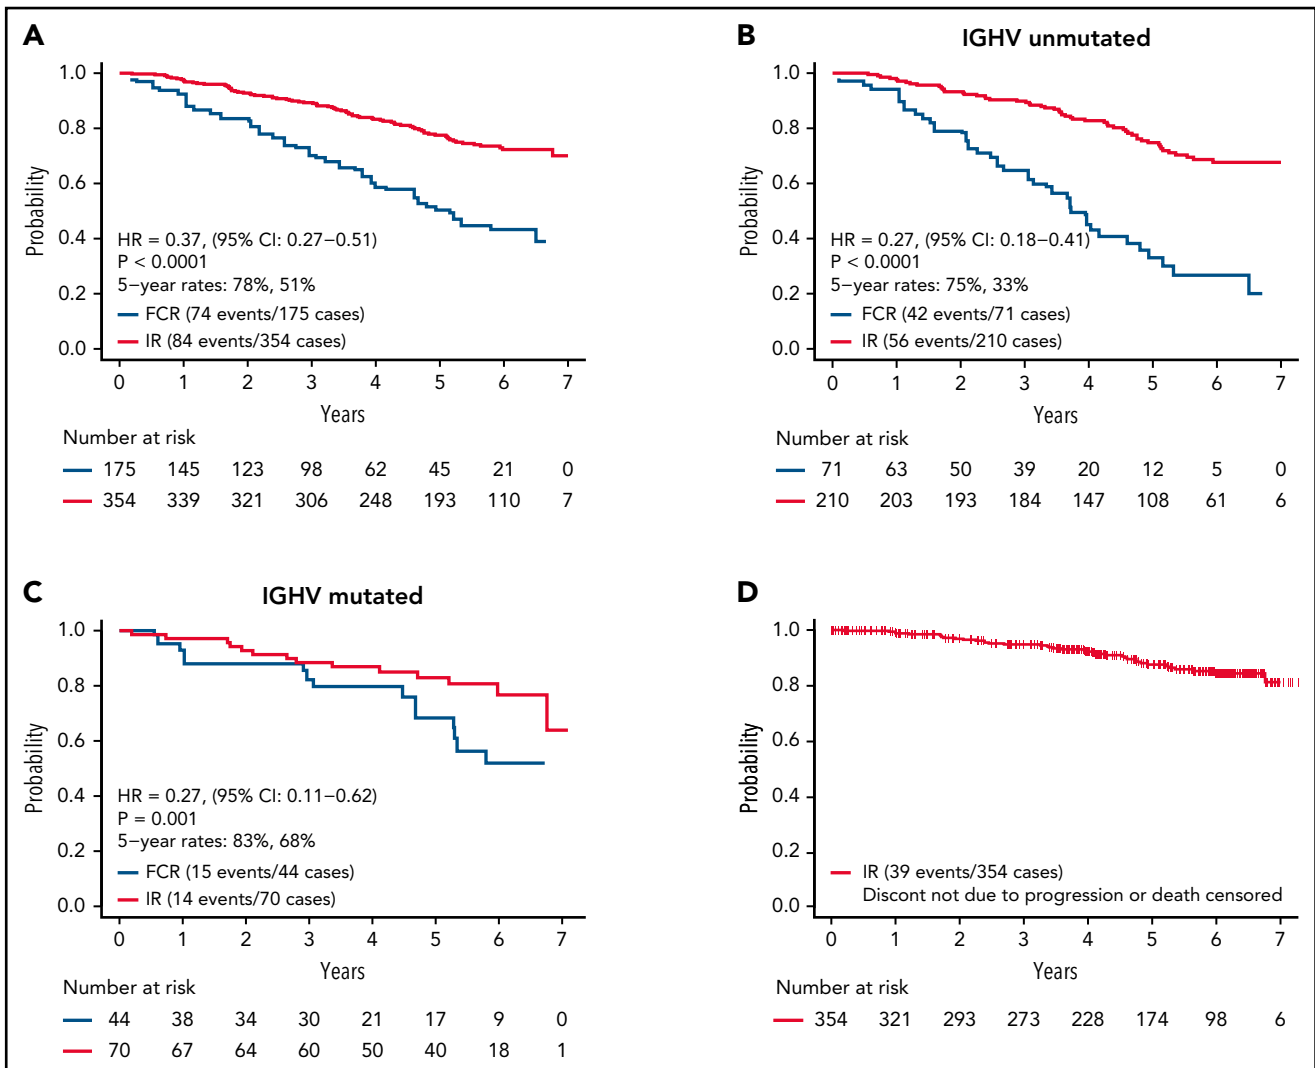 A
1.0
0.8
0.6
0.4
0.2
0.0
Probability
HR = 0.37, (95% CI: 0.27–0.51)
P < 0.0001
5–year rates: 78%, 51%
FCR (74 events/175 cases)
IR (84 events/354 cases)
0 1 2 3 4 5 6 7
Years
Number at risk
175 145 123 98 62 45 21 0
354 339 321 306 248 193 110 7
B
IGHV unmutated
1.0
0.8
0.6
0.4
0.2
0.0
Probability
HR = 0.27, (95% CI: 0.18–0.41)
P < 0.0001
5–year rates: 75%, 33%
FCR (42 events/71 cases)
IR (56 events/210 cases)
0 1 2 3 4 5 6 7
Years
Number at risk
71 63 50 39 20 12 5 0
210 203 193 184 147 108 61 6
C
IGHV mutated
1.0
0.8
0.6
0.4
0.2
0.0
Probability
HR = 0.27, (95% CI: 0.11–0.62)
P = 0.001
5–year rates: 83%, 68%
FCR (15 events/44 cases)
IR (14 events/70 cases)
0 1 2 3 4 5 6 7
Years
Number at risk
44 38 34 30 21 17 9 0
70 67 64 60 50 40 18 1
D
1.0
0.8
0.6
0.4
0.2
0.0
Probability
IR (39 events/354 cases)
Discont not due to progression or death censored
0 1 2 3 4 5 6 7
Years
Number at risk
354 321 293 273 228 174 98 6